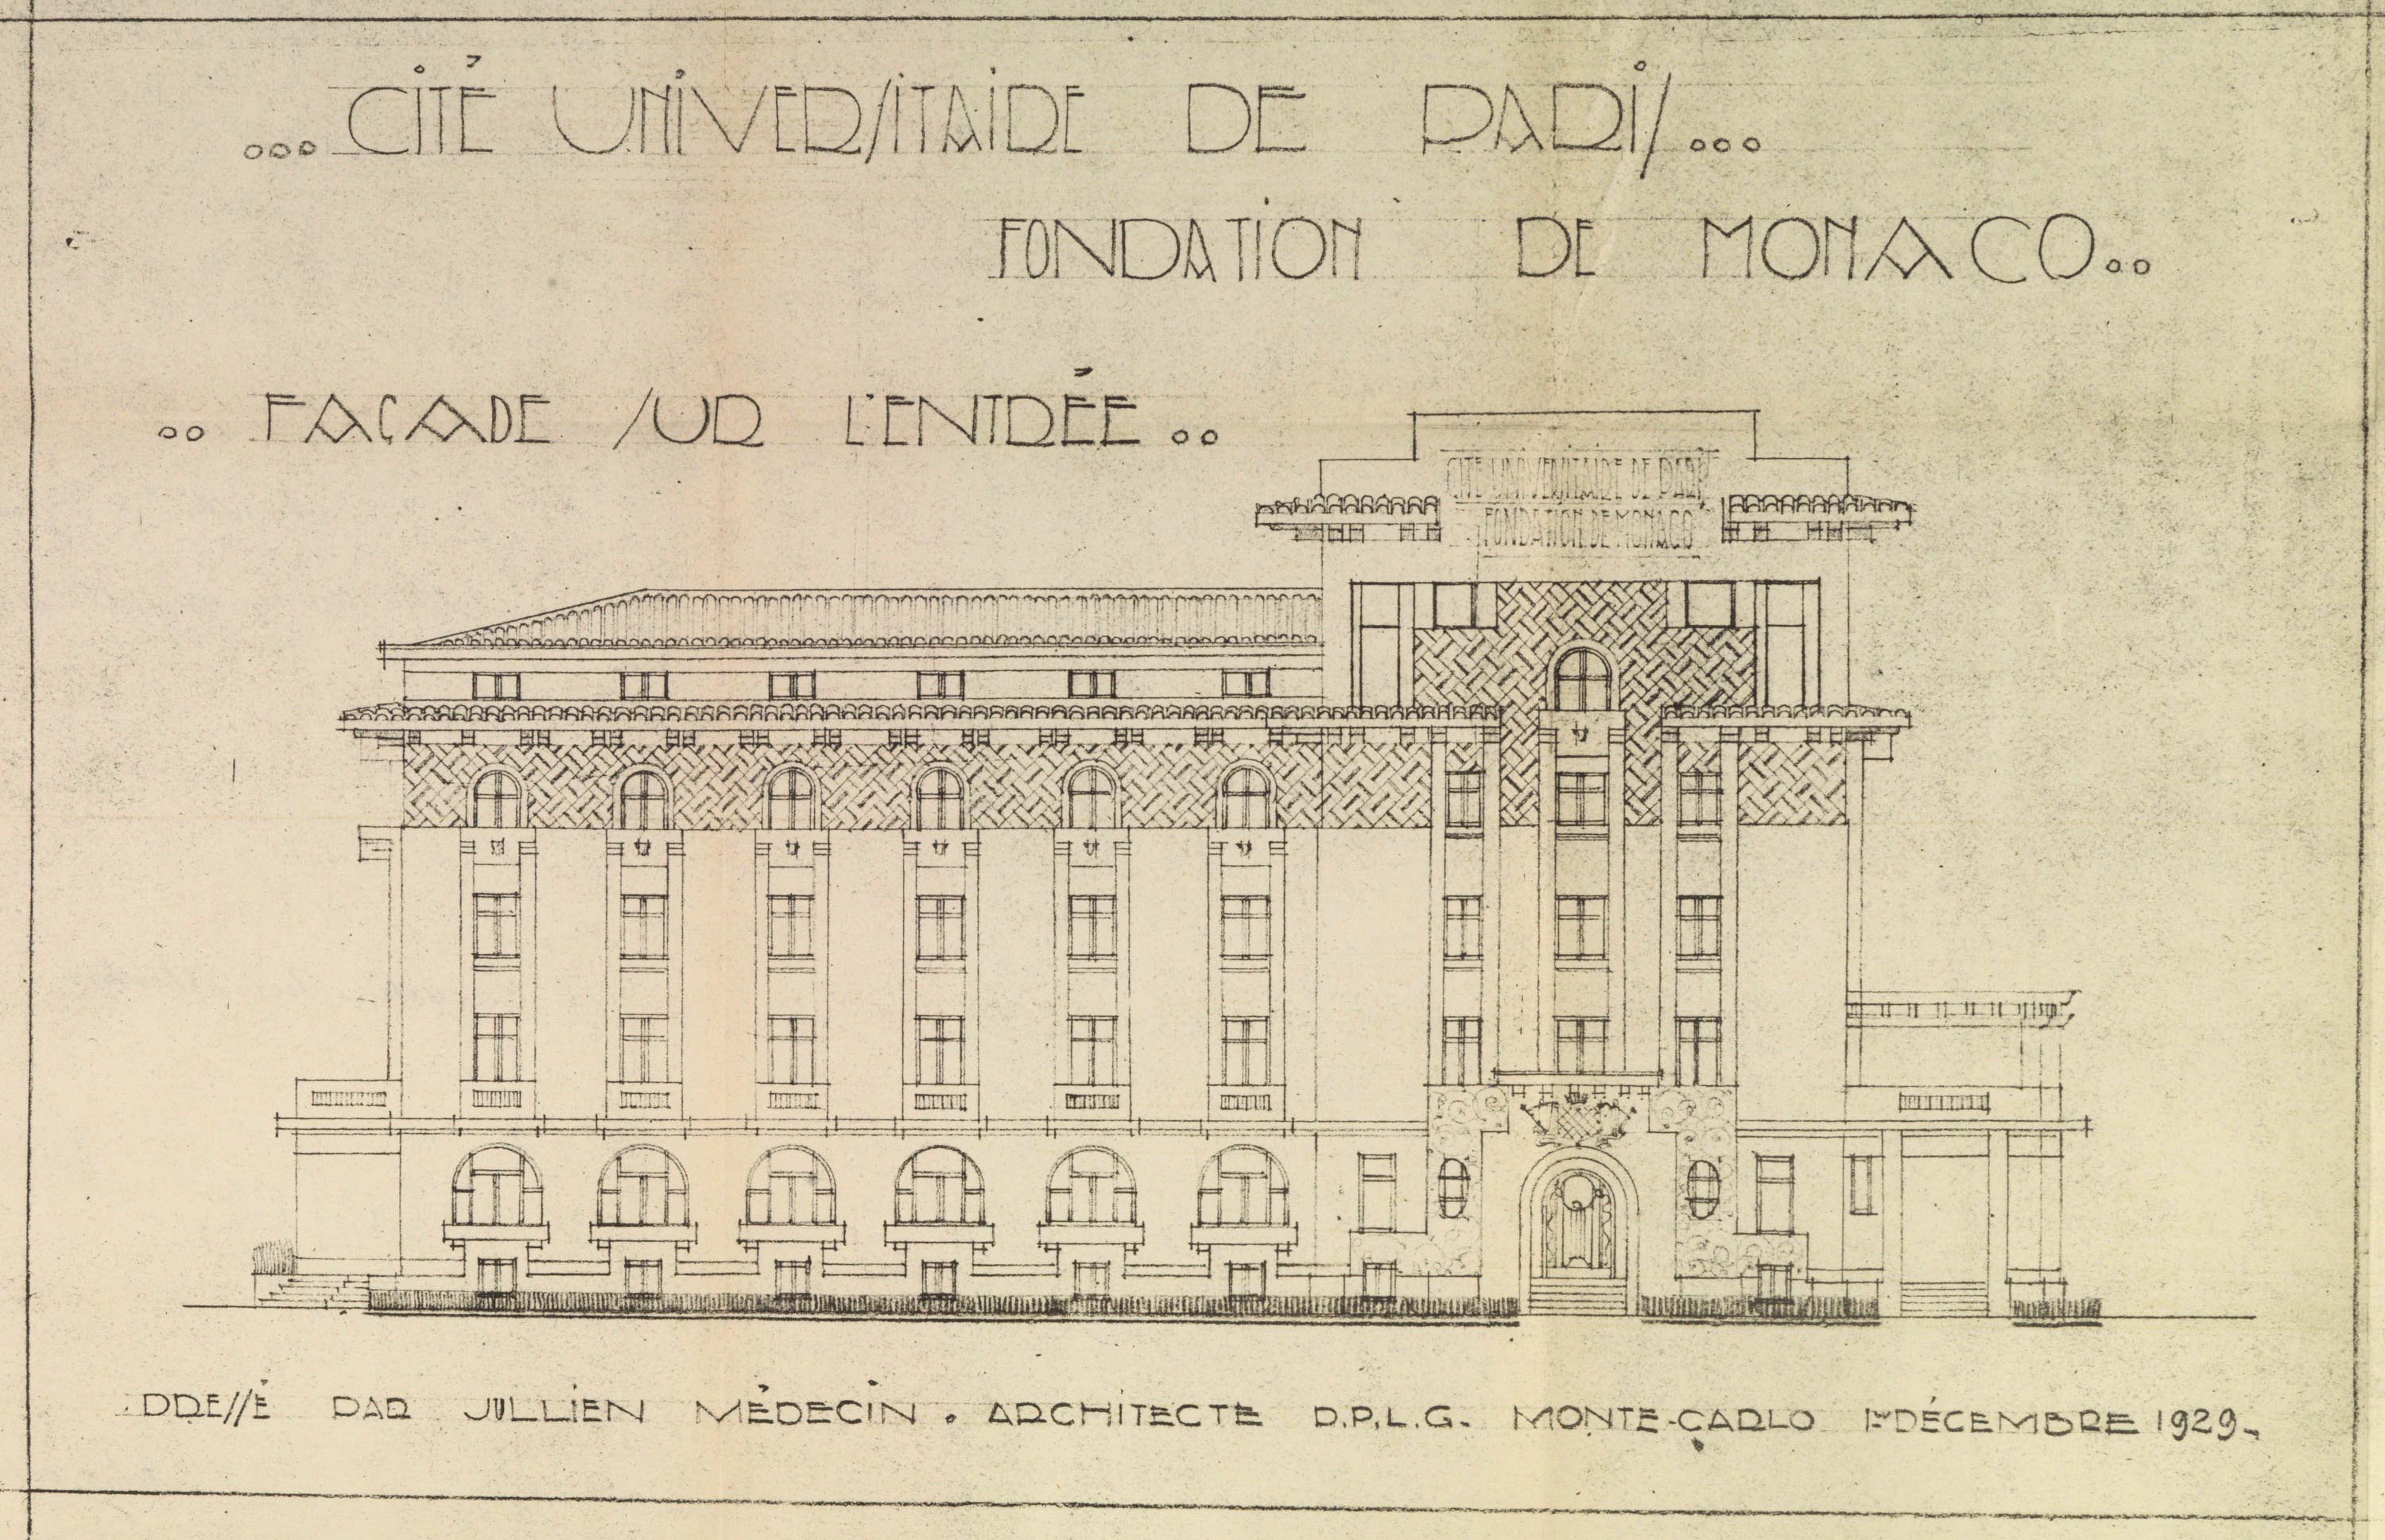 ...CITÉ UNIVERSITAIRE DE PARIS...
FONDATION DE MONACO..
..FAÇADE SUR L'ENTRÉE..
CITÉ UNIVERSITAIRE DE PARIS
FONDATION DE MONACO
DRESSÉ PAR JULLIEN MÉDECIN. ARCHITECTE D.P.L.G. MONTE-CARLO 1ER DÉCEMBRE 1929_